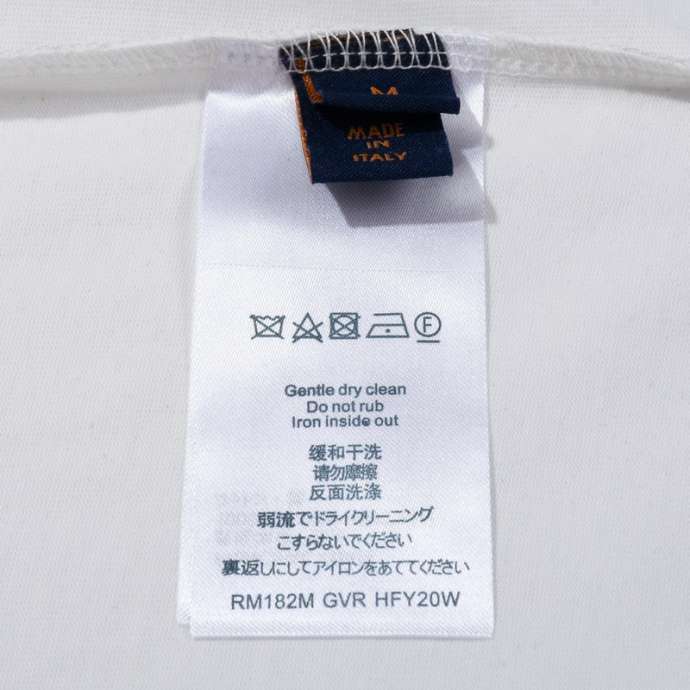 M
MADE
IN
ITALY
F
Gentle dry clean
Do not rub
Iron inside out
缓和干洗
请勿摩擦
反面洗涤
弱流でドライクリーニング
こすらないでください
裏返しにしてアイロンをあててください
RM182M GVR HFY20W